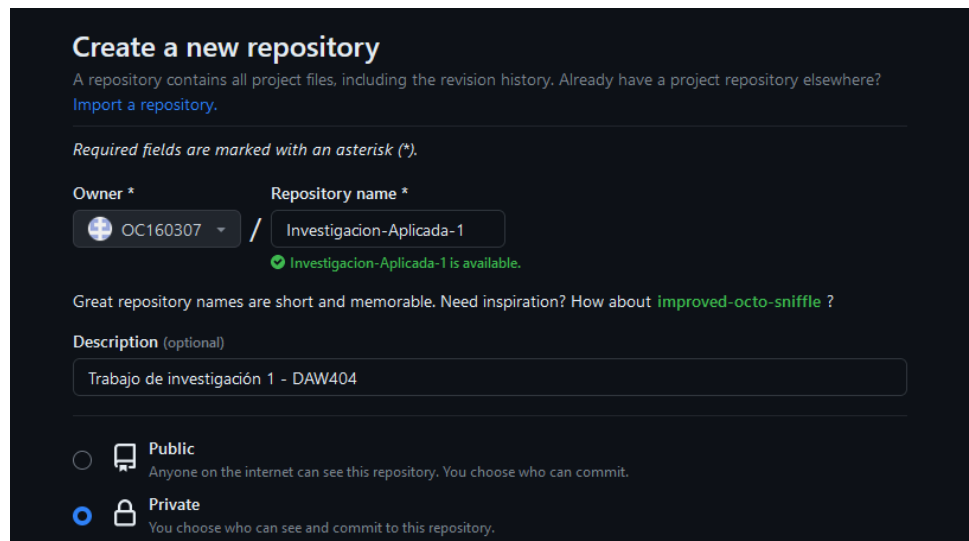 Create a new repository
A repository contains all project files, including the revision history. Already have a project repository elsewhere?
Import a repository.
Required fields are marked with an asterisk (*).
Owner * Repository name *
OC160307 / Investigacion-Aplicada-1
Investigacion-Aplicada-1 is available.
Great repository names are short and memorable. Need inspiration? How about improved-octo-sniffle ?
Description (optional)
Trabajo de investigación 1 - DAW404
Public
Anyone on the internet can see this repository. You choose who can commit.
Private
You choose who can see and commit to this repository.